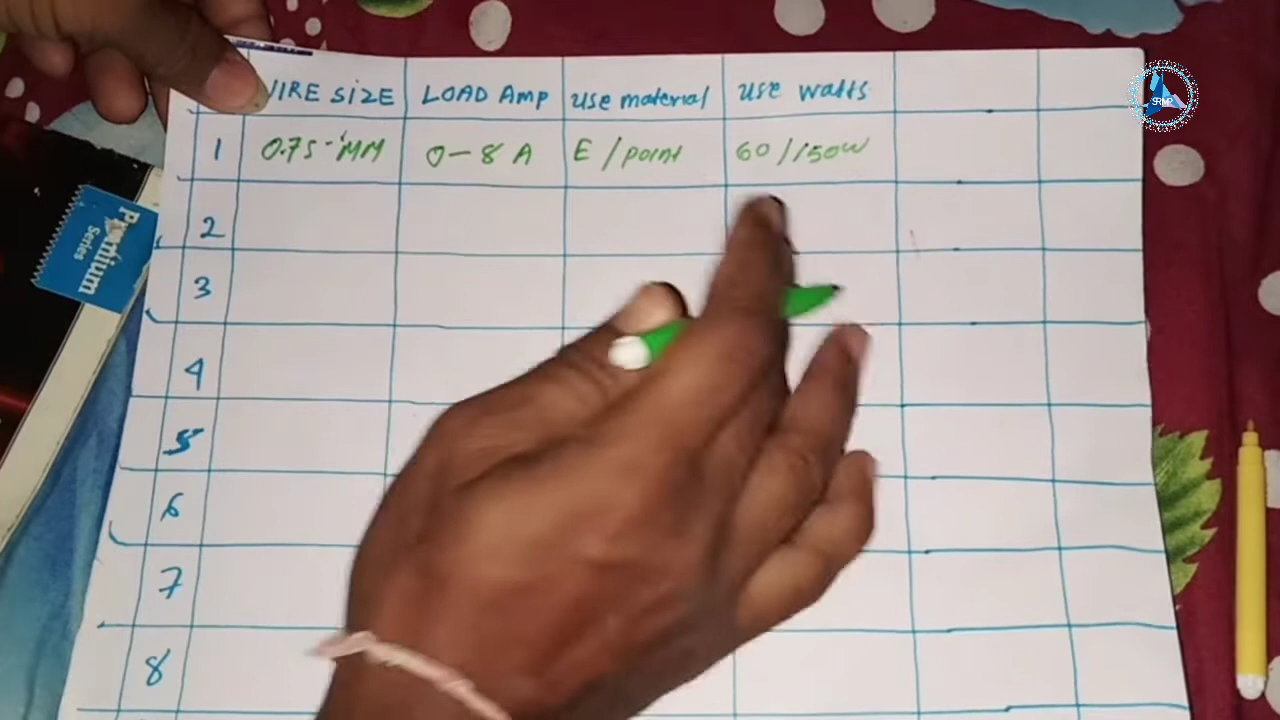 WIRE SIZE LOAD AMP Use material Use watts
1 0.75 MM 0-8 A E / POINT 60/150W
2
3
4
5
6
7
8
Premium
Series
SRMP